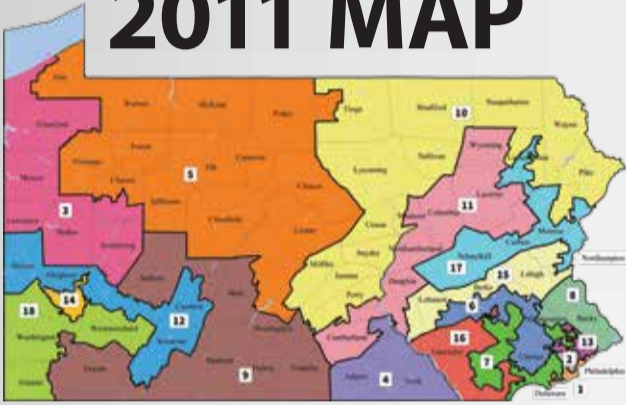 2011 MAP
Erie
Warren
McKean
Potter
Tioga
Bradford
Susquehanna
10
Wayne
Crawford
Forest
Venango
Elk
Cameron
5
Wyoming
Sullivan
Pike
Mercer
Clarion
Clinton
Lycoming
Luzerne
11
Columbia
3
Jefferson
Clearfield
Centre
Union
Monroe
Lawrence
Butler
Armstrong
Snyder
Northumberland
Carbon
Mifflin
Schuylkill
Northampton
Beaver
Allegheny
Indiana
Juniata
17
15
Lehigh
14
Perry
Dauphin
Lebanon
Berks
8
18
12
Cambria
Blair
6
Bucks
Washington
Westmoreland
Somerset
Huntingdon
Cumberland
16
Lancaster
13
7
Chester
2
Greene
Fayette
Bedford
Fulton
Franklin
9
Adams
4
York
Philadelphia
Delaware
1